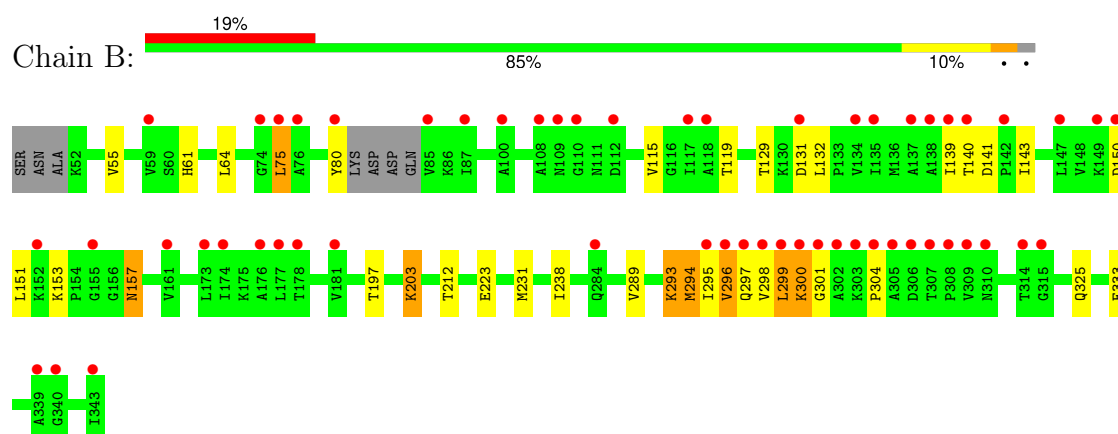 19%
Chain B:
85% 10% • •
SER ASN ALA K52 V55 V59 S60 H61 L64 G74 L75 A76 Y80 LYS ASP ASP GLN V85 K86 I87 A100 A108 N109 G110 N111 D112 V115 G116 I117 A118 T119 T129 K130 D131 L132 P133 V134 I135 M136 A137 A138 I139 T140 D141 P142 I143 L147 V148 K149 D150
L151 K152 K153 P154 G155 G156 N157 V161 L173 I174 K175 A176 L177 T178 V181 T197 K203 T212 E223 M231 I238 Q284 V289 K293 M294 I295 V296 Q297 V298 L299 K300 G301 A302 K303 P304 A305 D306 T307 P308 V309 N310 T314 G315 Q325
A339 G340 I343